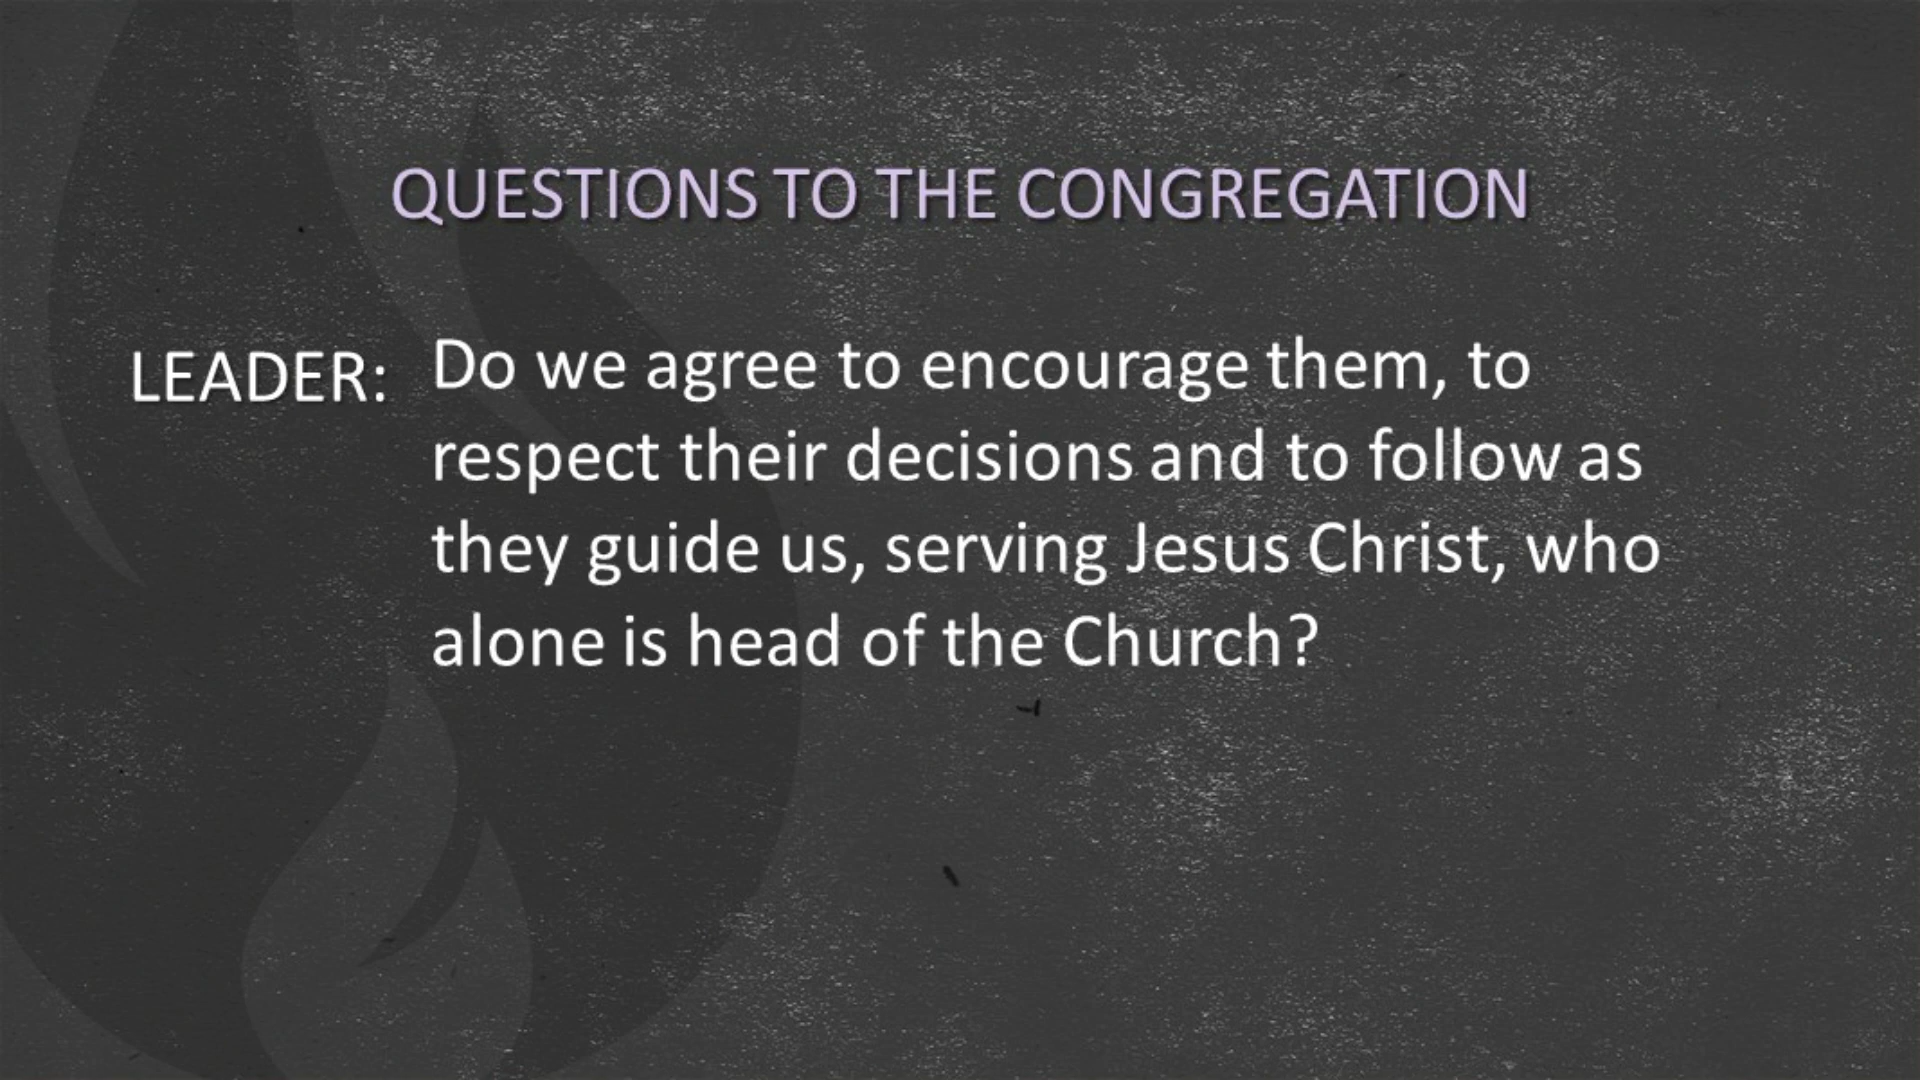 QUESTIONS TO THE CONGREGATION
LEADER: Do we agree to encourage them, to
respect their decisions and to follow as
they guide us, serving Jesus Christ, who
alone is head of the Church?